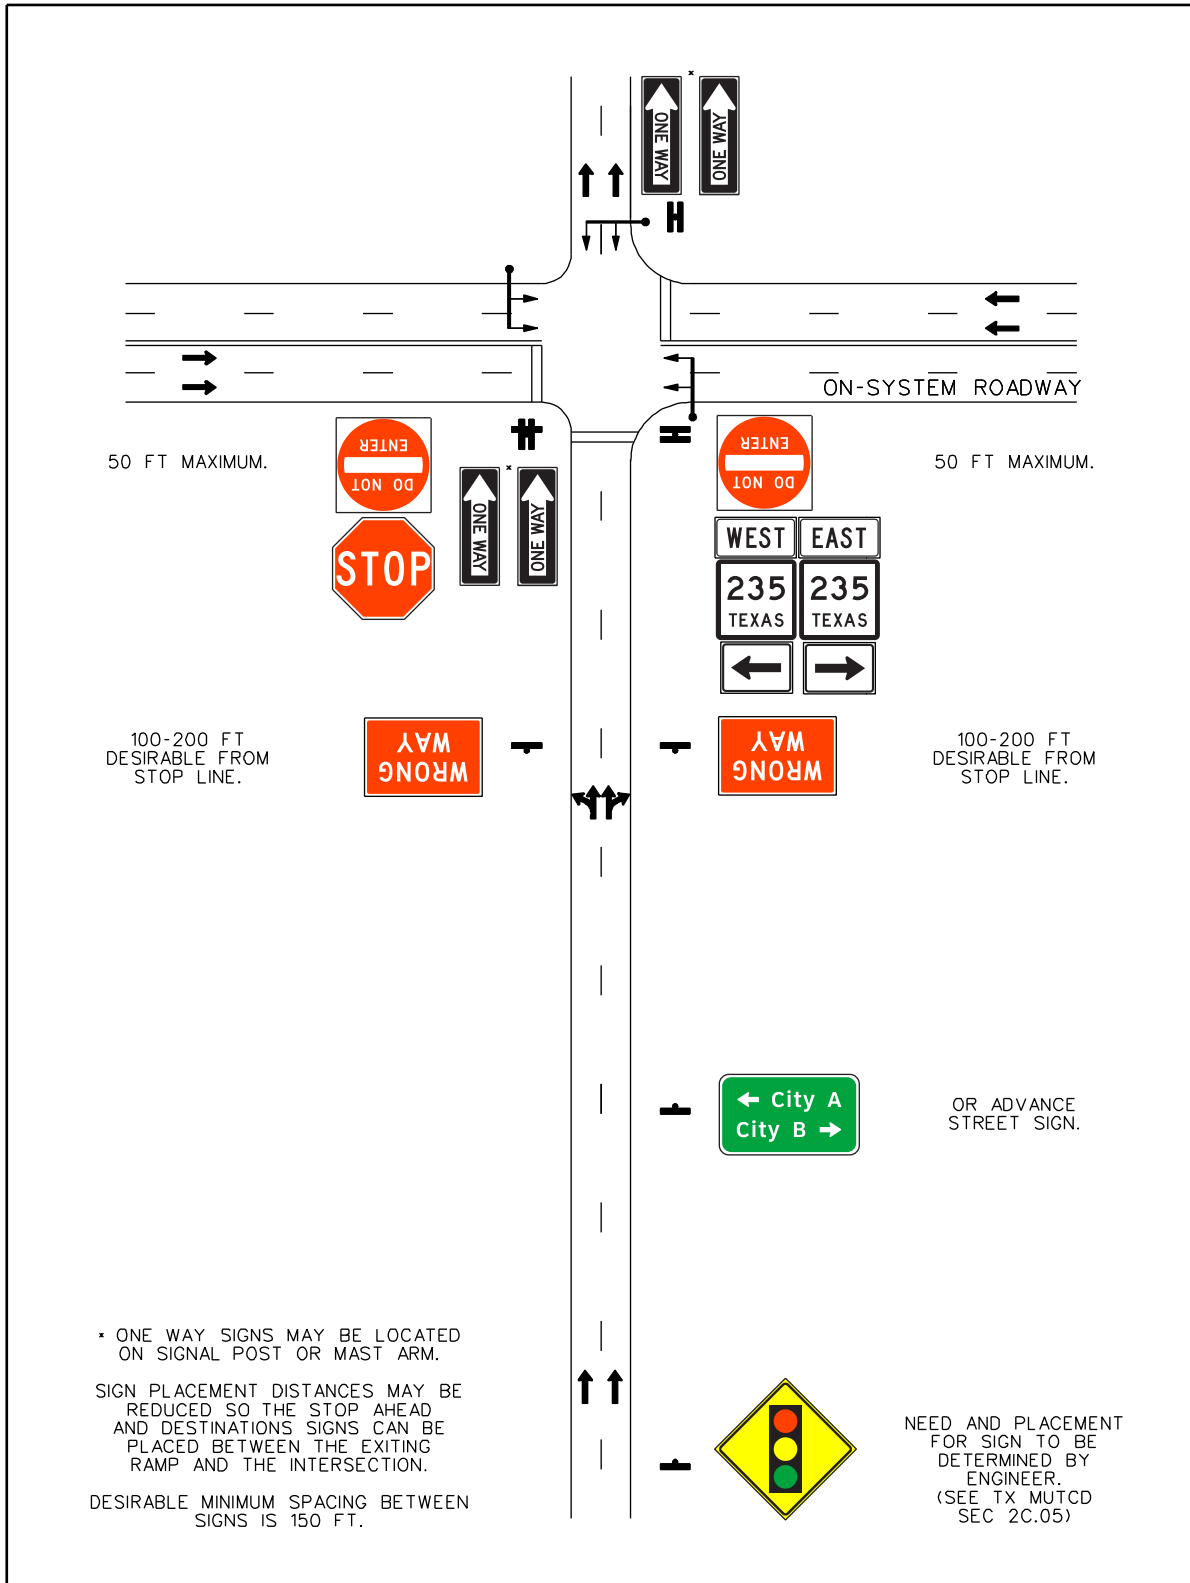 *
ONE WAY
ONE WAY
ON-SYSTEM ROADWAY
50 FT MAXIMUM.
DO NOT
ENTER
STOP
*
ONE WAY
ONE WAY
DO NOT
ENTER
50 FT MAXIMUM.
WEST EAST
235 235
TEXAS TEXAS
100-200 FT
DESIRABLE FROM
STOP LINE.
WRONG
WAY
WRONG
WAY
100-200 FT
DESIRABLE FROM
STOP LINE.
← City A
City B →
OR ADVANCE
STREET SIGN.
* ONE WAY SIGNS MAY BE LOCATED
ON SIGNAL POST OR MAST ARM.
SIGN PLACEMENT DISTANCES MAY BE
REDUCED SO THE STOP AHEAD
AND DESTINATIONS SIGNS CAN BE
PLACED BETWEEN THE EXITING
RAMP AND THE INTERSECTION.
DESIRABLE MINIMUM SPACING BETWEEN
SIGNS IS 150 FT.
NEED AND PLACEMENT
FOR SIGN TO BE
DETERMINED BY
ENGINEER.
(SEE TX MUTCD
SEC 2C.05)